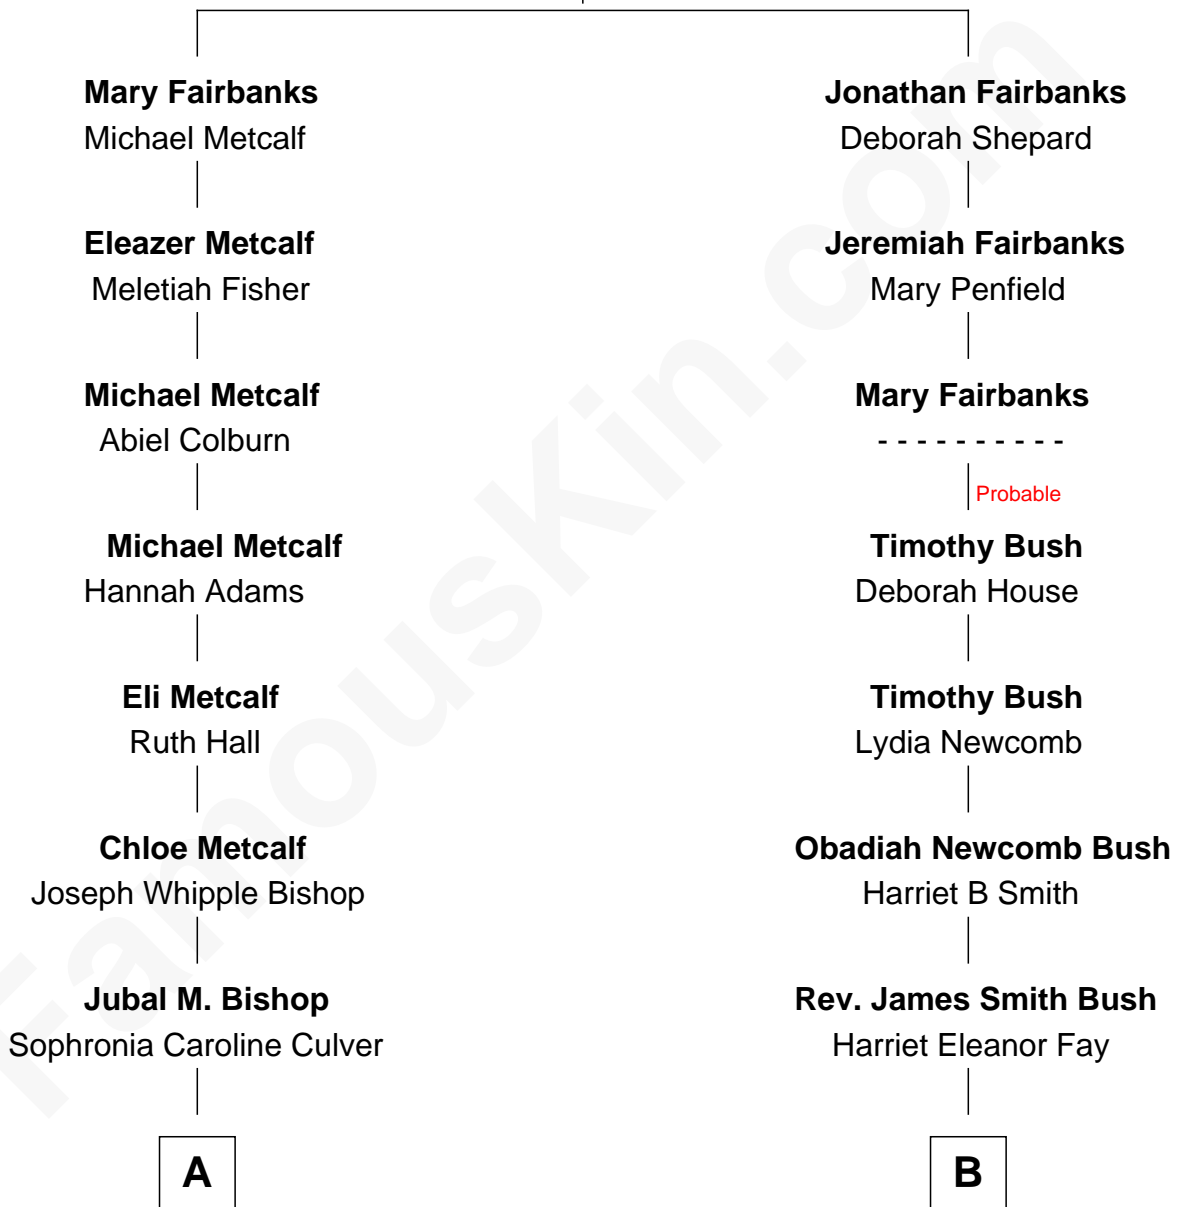 Mary Fairbanks
Michael Metcalf
Jonathan Fairbanks
Deborah Shepard
Eleazer Metcalf
Meletiah Fisher
Jeremiah Fairbanks
Mary Penfield
Michael Metcalf
Abiel Colburn
Mary Fairbanks
- - - - - - - - - -
Probable
Michael Metcalf
Hannah Adams
Timothy Bush
Deborah House
Eli Metcalf
Ruth Hall
Timothy Bush
Lydia Newcomb
Chloe Metcalf
Joseph Whipple Bishop
Obadiah Newcomb Bush
Harriet B Smith
Jubal M. Bishop
Sophronia Caroline Culver
Rev. James Smith Bush
Harriet Eleanor Fay
A
B
FamousKin.com